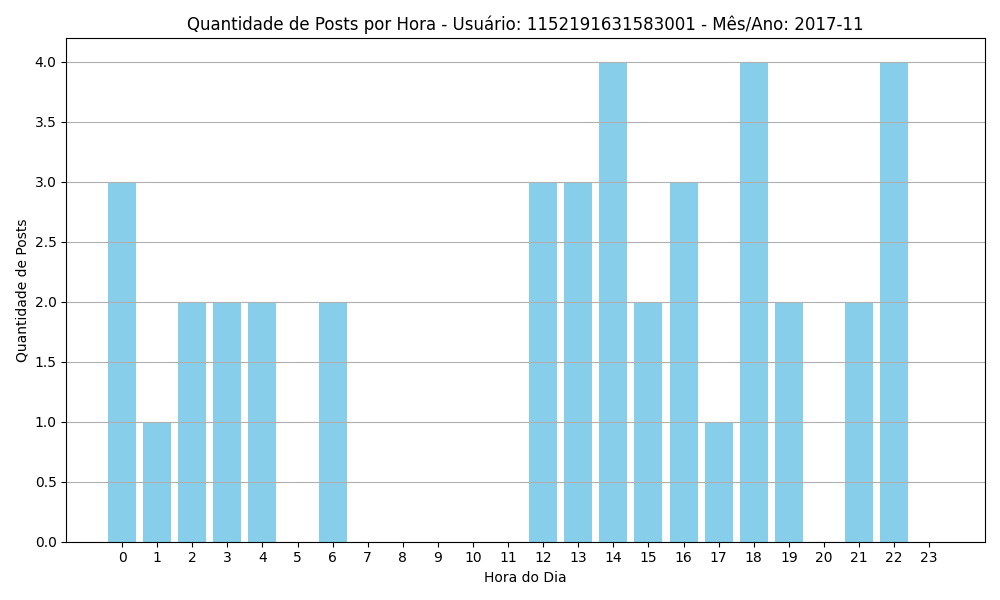 Quantidade de Posts por Hora - Usuário: 1152191631583001 - Mês/Ano: 2017-11
4.0
3.5
3.0
2.5
2.0
1.5
1.0
0.5
0.0
Quantidade de Posts
0 1 2 3 4 5 6 7 8 9 10 11 12 13 14 15 16 17 18 19 20 21 22 23
Hora do Dia